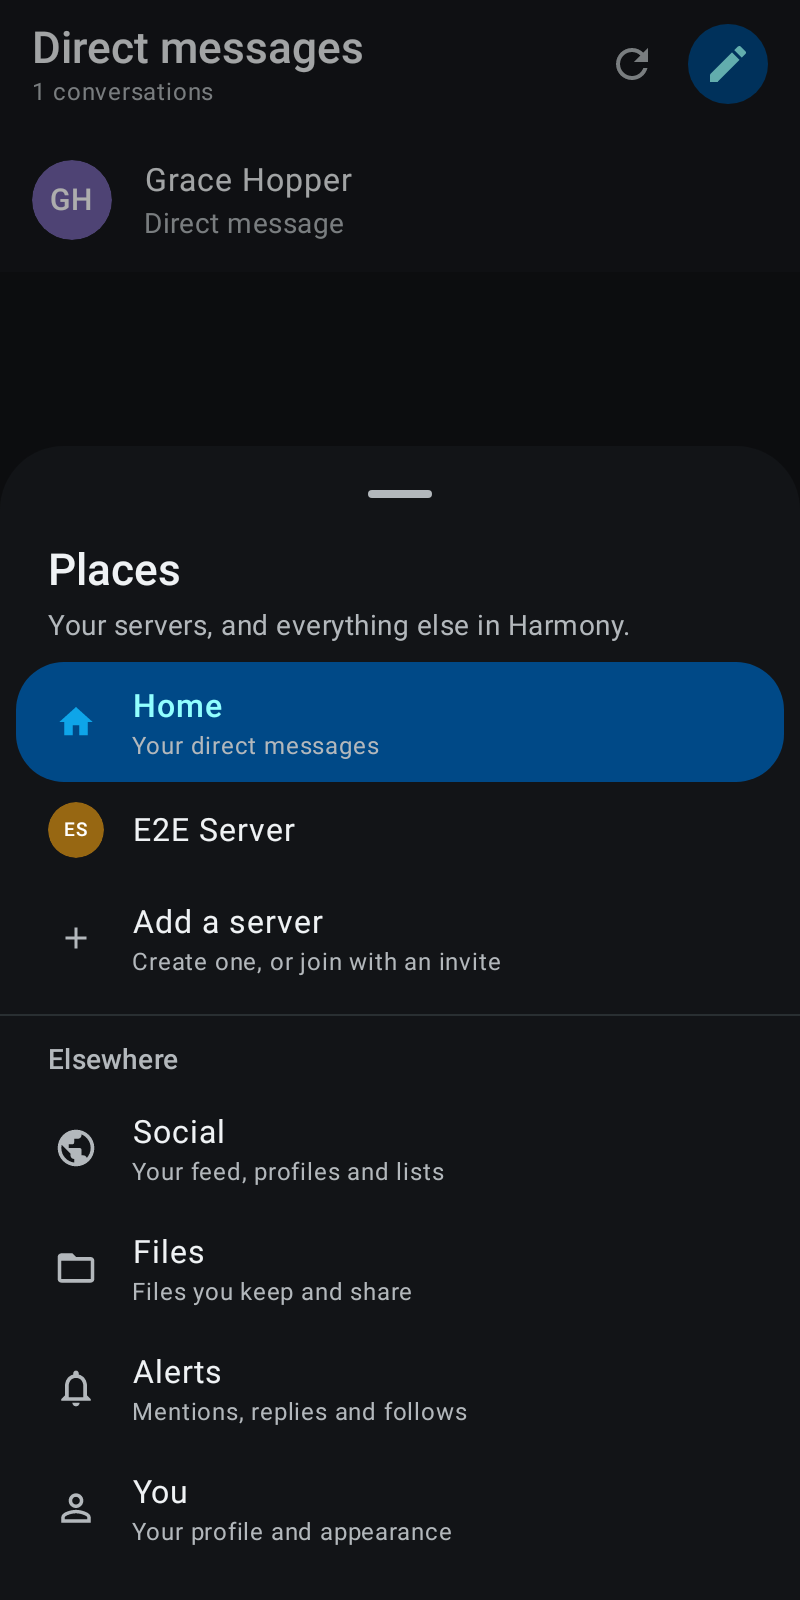 Direct messages
1 conversations
GH
Grace Hopper
Direct message
Places
Your servers, and everything else in Harmony.
Home
Your direct messages
ES
E2E Server
Add a server
Create one, or join with an invite
Elsewhere
Social
Your feed, profiles and lists
Files
Files you keep and share
Alerts
Mentions, replies and follows
You
Your profile and appearance